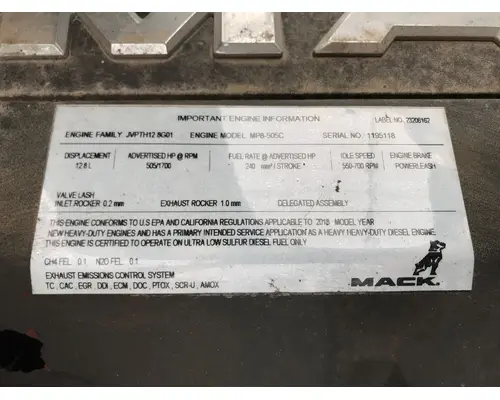 MA
IMPORTANT ENGINE INFORMATION
LABEL NO. 23206162
ENGINE FAMILY JVPTH12.8G01 ENGINE MODEL MP8-505C SERIAL NO. 1195118
DISPLACEMENT ADVERTISED HP @ RPM FUEL RATE @ ADVERTISED HP IDLE SPEED ENGINE BRAKE
12.8 L 505/1700 240 mm³/ STROKE 550-700 RPM POWERLEASH
VALVE LASH
INLET ROCKER 0.2 mm EXHAUST ROCKER 1.0 mm DELEGATED ASSEMBLY
THIS ENGINE CONFORMS TO U.S EPA AND CALIFORNIA REGULATIONS APPLICABLE TO 2018 MODEL YEAR
NEW HEAVY-DUTY ENGINES AND HAS A PRIMARY INTENDED SERVICE APPLICATION AS A HEAVY HEAVY-DUTY DIESEL ENGINE.
THIS ENGINE IS CERTIFIED TO OPERATE ON ULTRA LOW SULFUR DIESEL FUEL ONLY
CH4 FEL 0.1 N2O FEL 0.1
EXHAUST EMISSIONS CONTROL SYSTEM
TC, CAC, EGR DDI, ECM, DOC, PTOX, SCR-U, AMOX
MACK